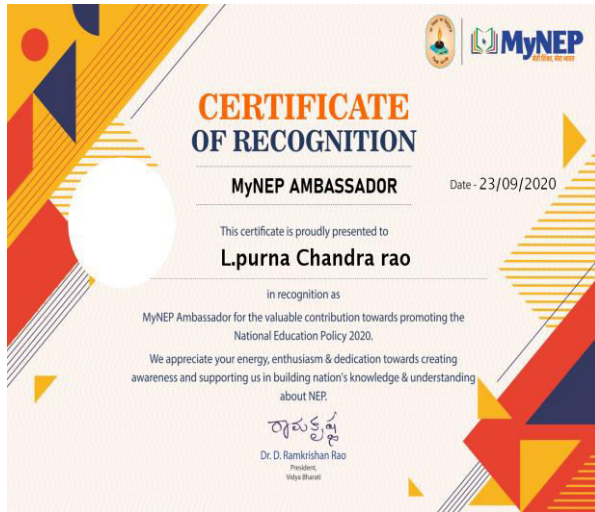 MyNEP
मेरी शिक्षा, मेरा भारत
CERTIFICATE
OF RECOGNITION
MyNEP AMBASSADOR
Date - 23/09/2020
This certificate is proudly presented to
L.purna Chandra rao
in recognition as
MyNEP Ambassador for the valuable contribution towards promoting the
National Education Policy 2020.
We appreciate your energy, enthusiasm & dedication towards creating
awareness and supporting us in building nation's knowledge & understanding
about NEP.
రామకృష్ణ
Dr. D. Ramkrishan Rao
President,
Vidya Bharati